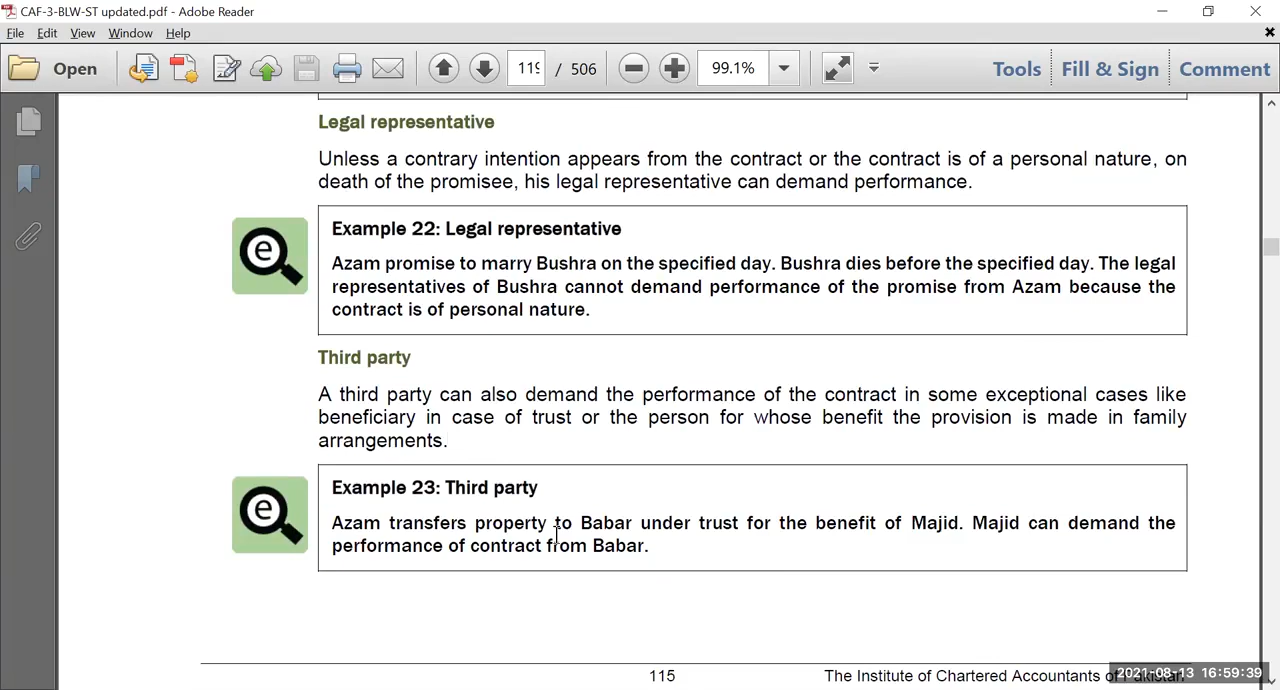 CAF-3-BLW-ST updated.pdf - Adobe Reader
File Edit View Window Help
Open 119 / 506 99.1% Tools Fill & Sign Comment
Legal representative
Unless a contrary intention appears from the contract or the contract is of a personal nature, on
death of the promisee, his legal representative can demand performance.
Example 22: Legal representative
Azam promise to marry Bushra on the specified day. Bushra dies before the specified day. The legal
representatives of Bushra cannot demand performance of the promise from Azam because the
contract is of personal nature.
Third party
A third party can also demand the performance of the contract in some exceptional cases like
beneficiary in case of trust or the person for whose benefit the provision is made in family
arrangements.
Example 23: Third party
Azam transfers property to Babar under trust for the benefit of Majid. Majid can demand the
performance of contract from Babar.
115 The Institute of Chartered Accountants of Pakistan
2021-08-13 16:59:39